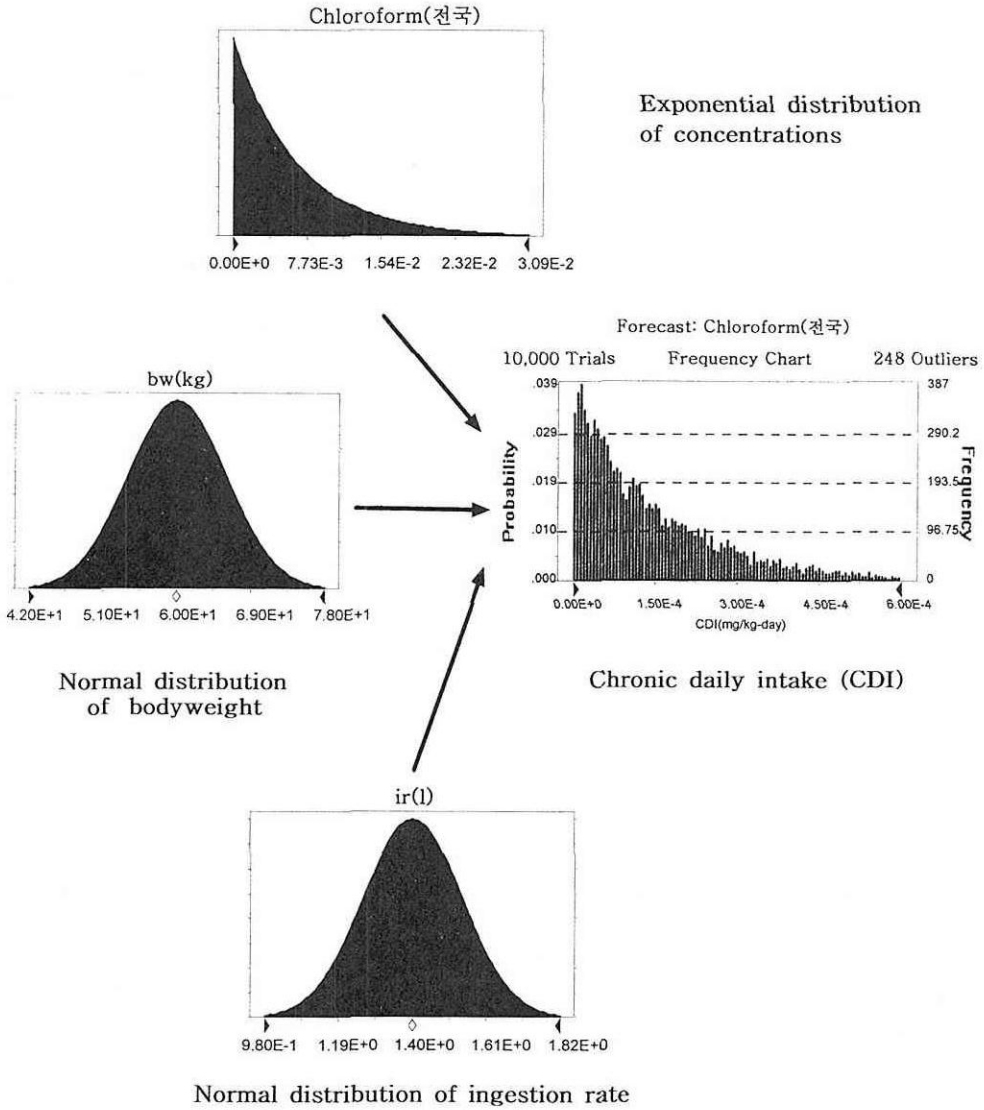 Chloroform(전국)
0.00E+0 7.73E-3 1.54E-2 2.32E-2 3.09E-2
Exponential distribution
of concentrations
bw(kg)
4.20E+1 5.10E+1 6.00E+1 6.90E+1 7.80E+1
Normal distribution
of bodyweight
Forecast: Chloroform(전국)
10,000 Trials Frequency Chart 248 Outliers
.039 387
.029 290.2
.019 193.5
.010 96.75
.000 0
Probability
Frequency
0.00E+0 1.50E-4 3.00E-4 4.50E-4 6.00E-4
CDI(mg/kg-day)
Chronic daily intake (CDI)
ir(l)
9.80E-1 1.19E+0 1.40E+0 1.61E+0 1.82E+0
Normal distribution of ingestion rate